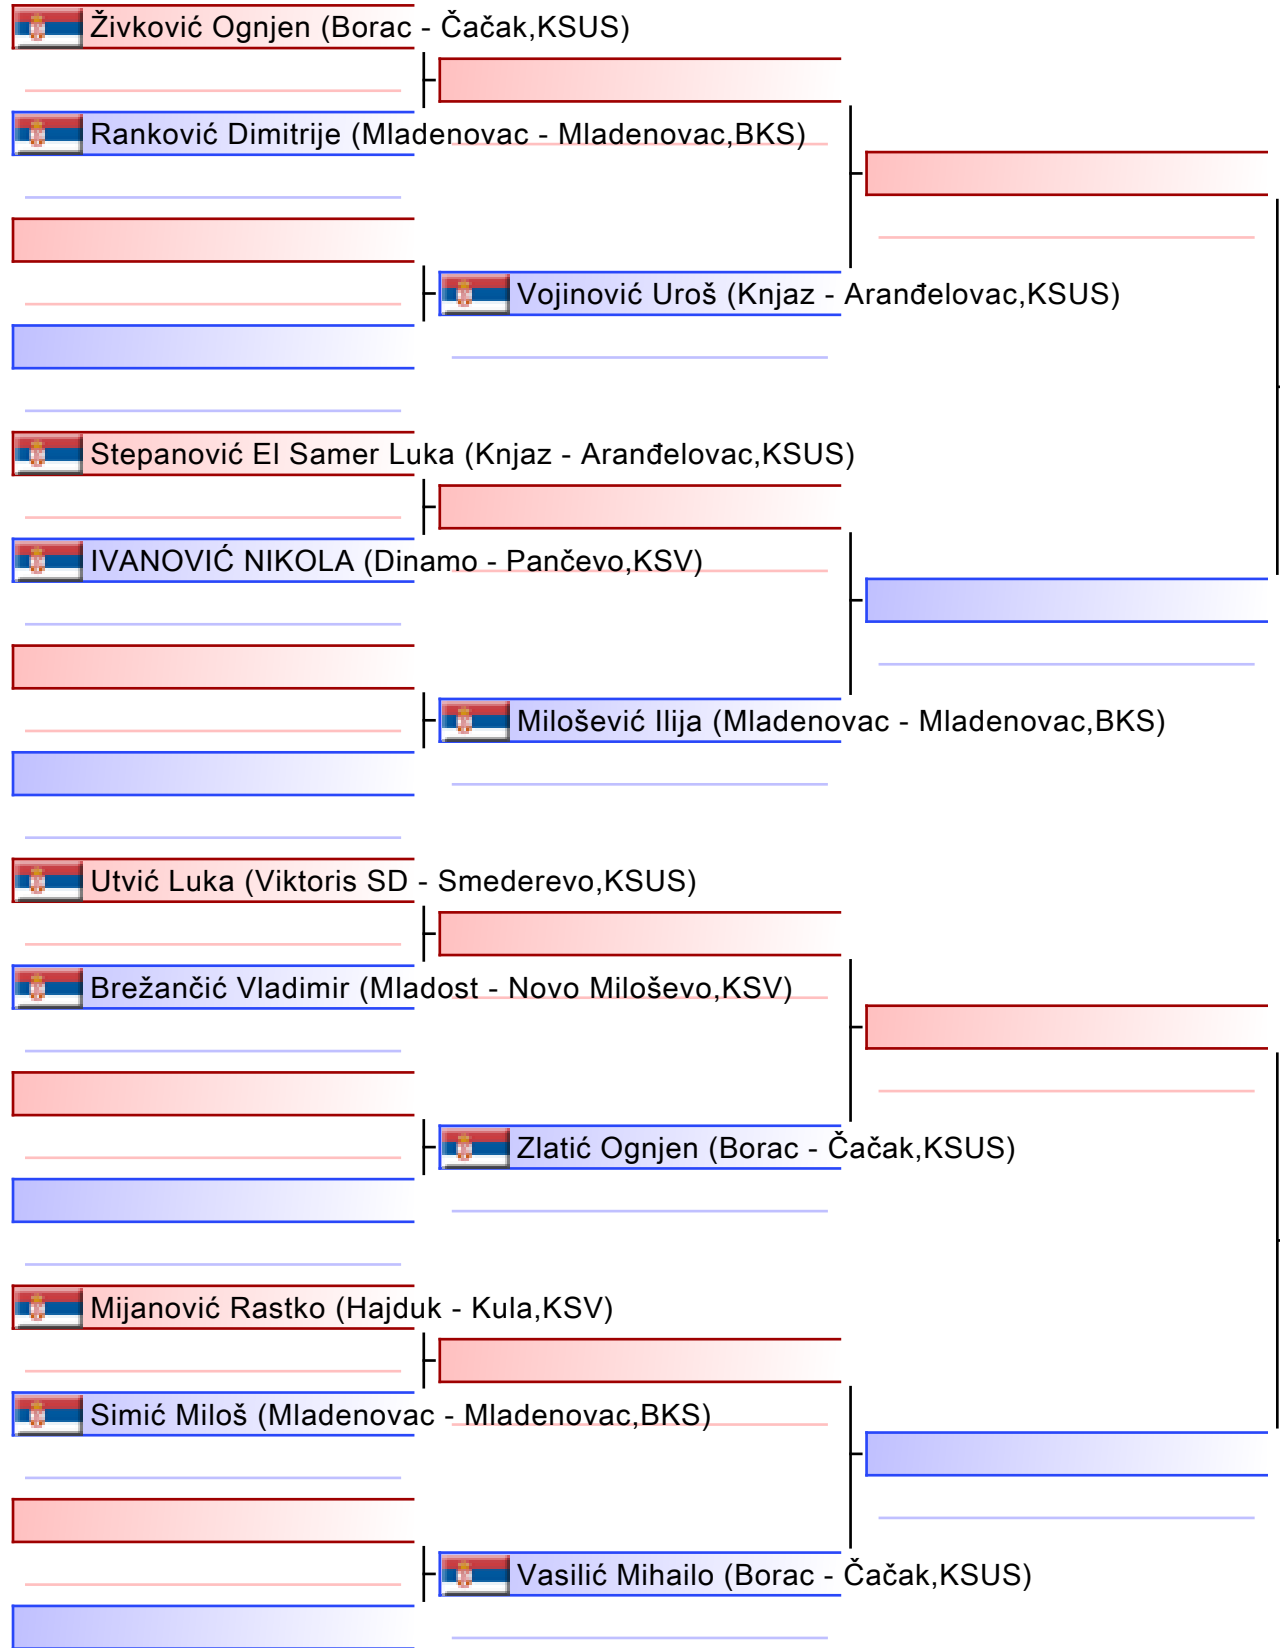 Živković Ognjen (Borac - Čačak,KSUS)
Ranković Dimitrije (Mladenovac - Mladenovac,BKS)
Vojinović Uroš (Knjaz - Aranđelovac,KSUS)
Stepanović El Samer Luka (Knjaz - Aranđelovac,KSUS)
IVANOVIĆ NIKOLA (Dinamo - Pančevo,KSV)
Milošević Ilija (Mladenovac - Mladenovac,BKS)
Utvić Luka (Viktoris SD - Smederevo,KSUS)
Brežančić Vladimir (Mladost - Novo Miloševo,KSV)
Zlatić Ognjen (Borac - Čačak,KSUS)
Mijanović Rastko (Hajduk - Kula,KSV)
Simić Miloš (Mladenovac - Mladenovac,BKS)
Vasilić Mihailo (Borac - Čačak,KSUS)